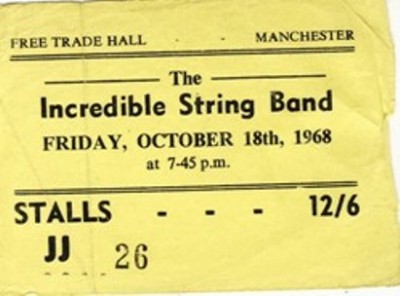 FREE TRADE HALL - - MANCHESTER
The
Incredible String Band
FRIDAY, OCTOBER 18th, 1968
at 7-45 p.m.
STALLS - - - 12/6
JJ 26